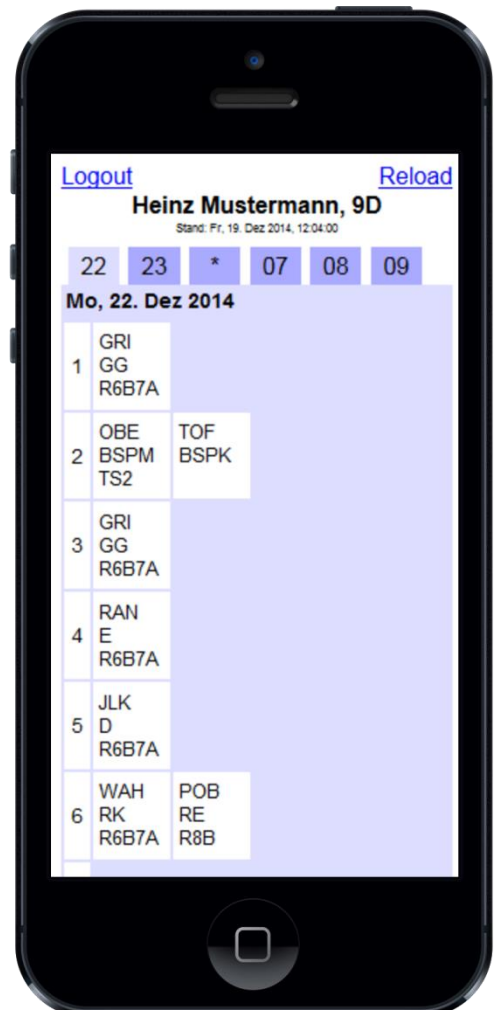 Logout Reload
Heinz Mustermann, 9D
Stand: Fr, 19. Dez 2014, 12:04:00
22 23 * 07 08 09
Mo, 22. Dez 2014
1
GRI
GG
R6B7A
2
OBE
BSPM
TS2
TOF
BSPK
3
GRI
GG
R6B7A
4
RAN
E
R6B7A
5
JLK
D
R6B7A
6
WAH
RK
R6B7A
POB
RE
R8B